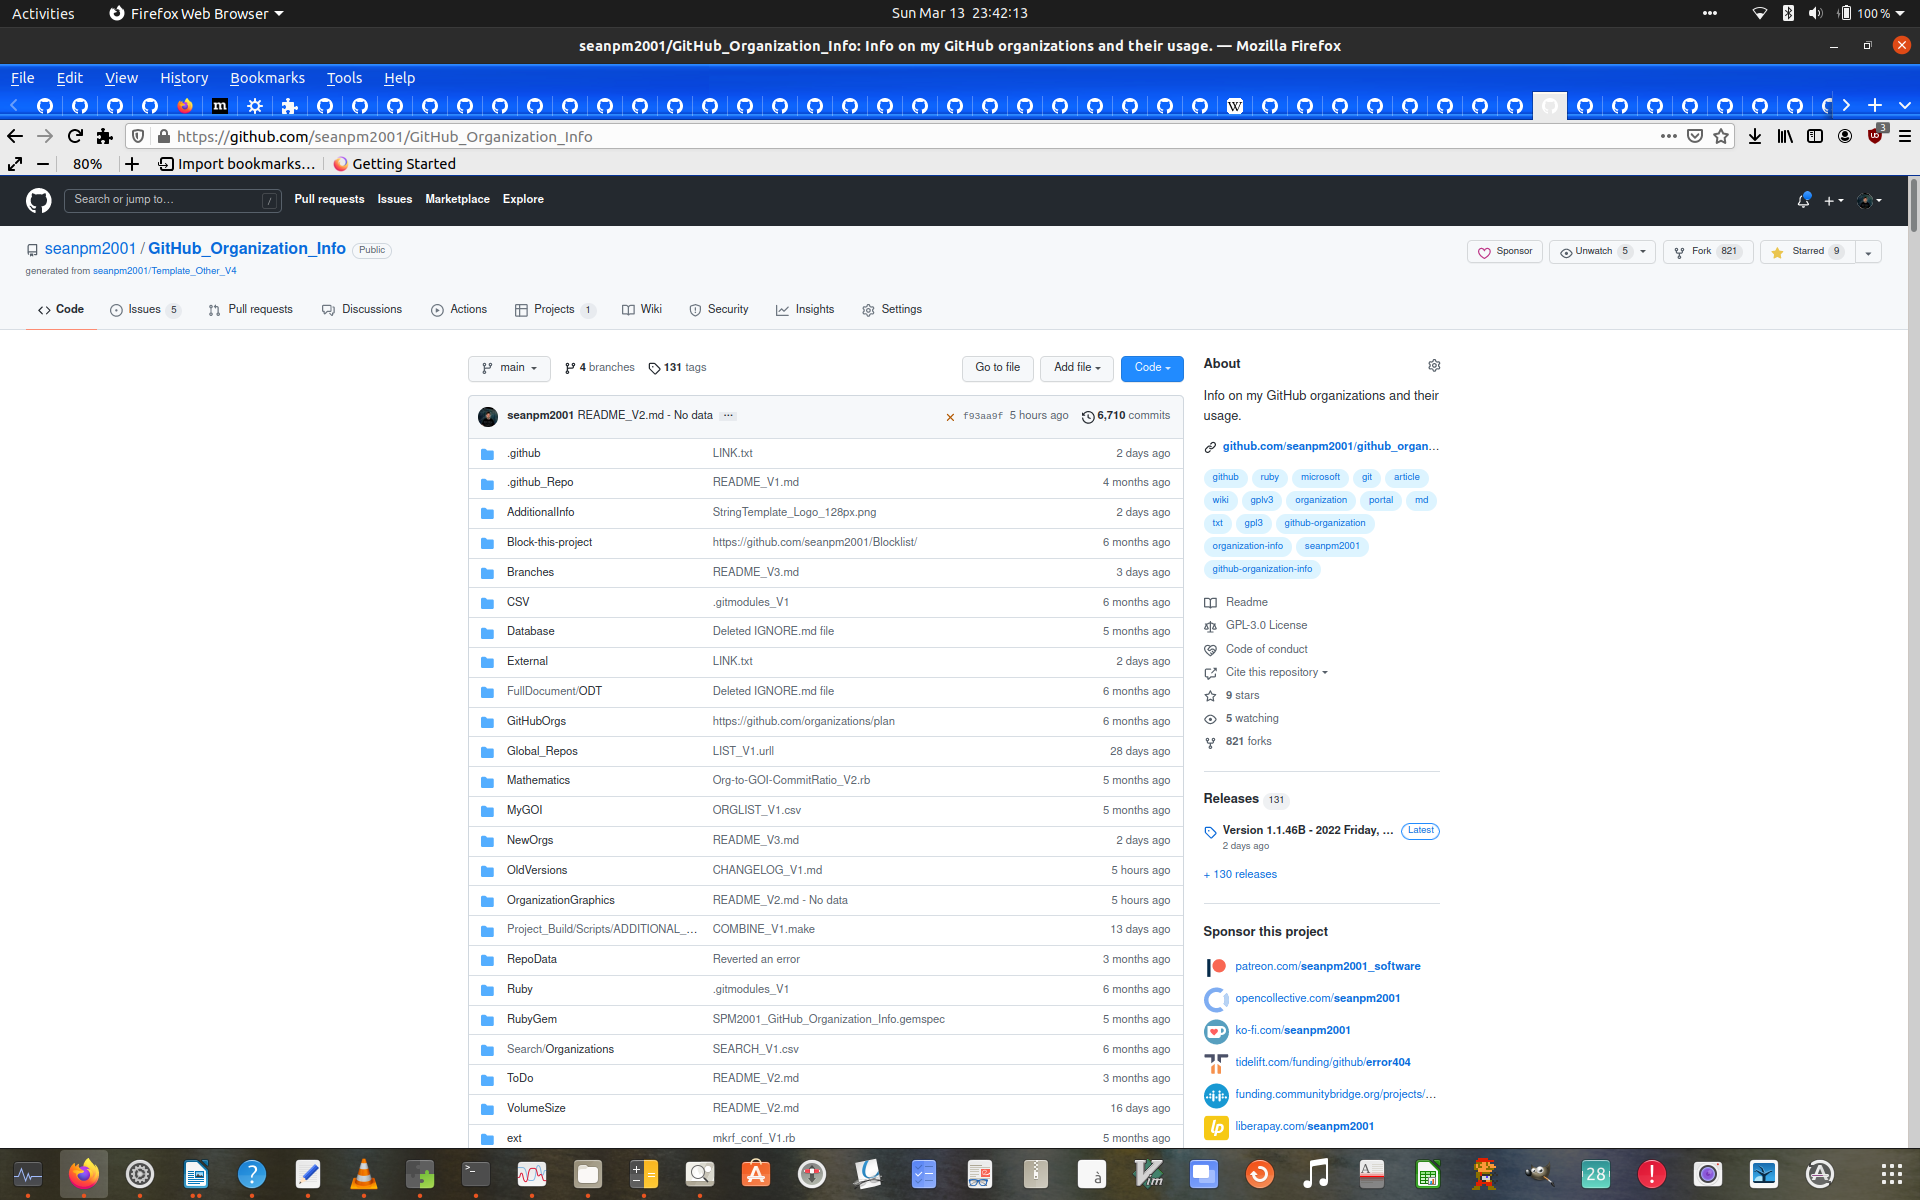 Activities Firefox Web Browser Sun Mar 13 23:42:13 100 %
seanpm2001/GitHub_Organization_Info: Info on my GitHub organizations and their usage. — Mozilla Firefox
File Edit View History Bookmarks Tools Help
https://github.com/seanpm2001/GitHub_Organization_Info 3
80% Import bookmarks… Getting Started
Search or jump to… / Pull requests Issues Marketplace Explore
seanpm2001 / GitHub_Organization_Info Public Sponsor Unwatch 5 Fork 821 Starred 9
generated from seanpm2001/Template_Other_V4
Code Issues 5 Pull requests Discussions Actions Projects 1 Wiki Security Insights Settings
main 4 branches 131 tags Go to file Add file Code
seanpm2001 README_V2.md - No data ... f93aa9f 5 hours ago 6,710 commits
.github LINK.txt 2 days ago
.github_Repo README_V1.md 4 months ago
AdditionalInfo StringTemplate_Logo_128px.png 2 days ago
Block-this-project https://github.com/seanpm2001/Blocklist/ 6 months ago
Branches README_V3.md 3 days ago
CSV .gitmodules_V1 6 months ago
Database Deleted IGNORE.md file 5 months ago
External LINK.txt 2 days ago
FullDocument/ODT Deleted IGNORE.md file 6 months ago
GitHubOrgs https://github.com/organizations/plan 6 months ago
Global_Repos LIST_V1.urll 28 days ago
Mathematics Org-to-GOI-CommitRatio_V2.rb 5 months ago
MyGOI ORGLIST_V1.csv 5 months ago
NewOrgs README_V3.md 2 days ago
OldVersions CHANGELOG_V1.md 5 hours ago
OrganizationGraphics README_V2.md - No data 5 hours ago
Project_Build/Scripts/ADDITIONAL_… COMBINE_V1.make 13 days ago
RepoData Reverted an error 3 months ago
Ruby .gitmodules_V1 6 months ago
RubyGem SPM2001_GitHub_Organization_Info.gemspec 5 months ago
Search/Organizations SEARCH_V1.csv 6 months ago
ToDo README_V2.md 3 months ago
VolumeSize README_V2.md 16 days ago
ext mkrf_conf_V1.rb 5 months ago
About
Info on my GitHub organizations and their
usage.
github.com/seanpm2001/github_organ…
github ruby microsoft git article
wiki gplv3 organization portal md
txt gpl3 github-organization
organization-info seanpm2001
github-organization-info
Readme
GPL-3.0 License
Code of conduct
Cite this repository
9 stars
5 watching
821 forks
Releases 131
Version 1.1.46B - 2022 Friday, … Latest
2 days ago
+ 130 releases
Sponsor this project
patreon.com/seanpm2001_software
opencollective.com/seanpm2001
ko-fi.com/seanpm2001
tidelift.com/funding/github/error404
funding.communitybridge.org/projects/…
liberapay.com/seanpm2001
28